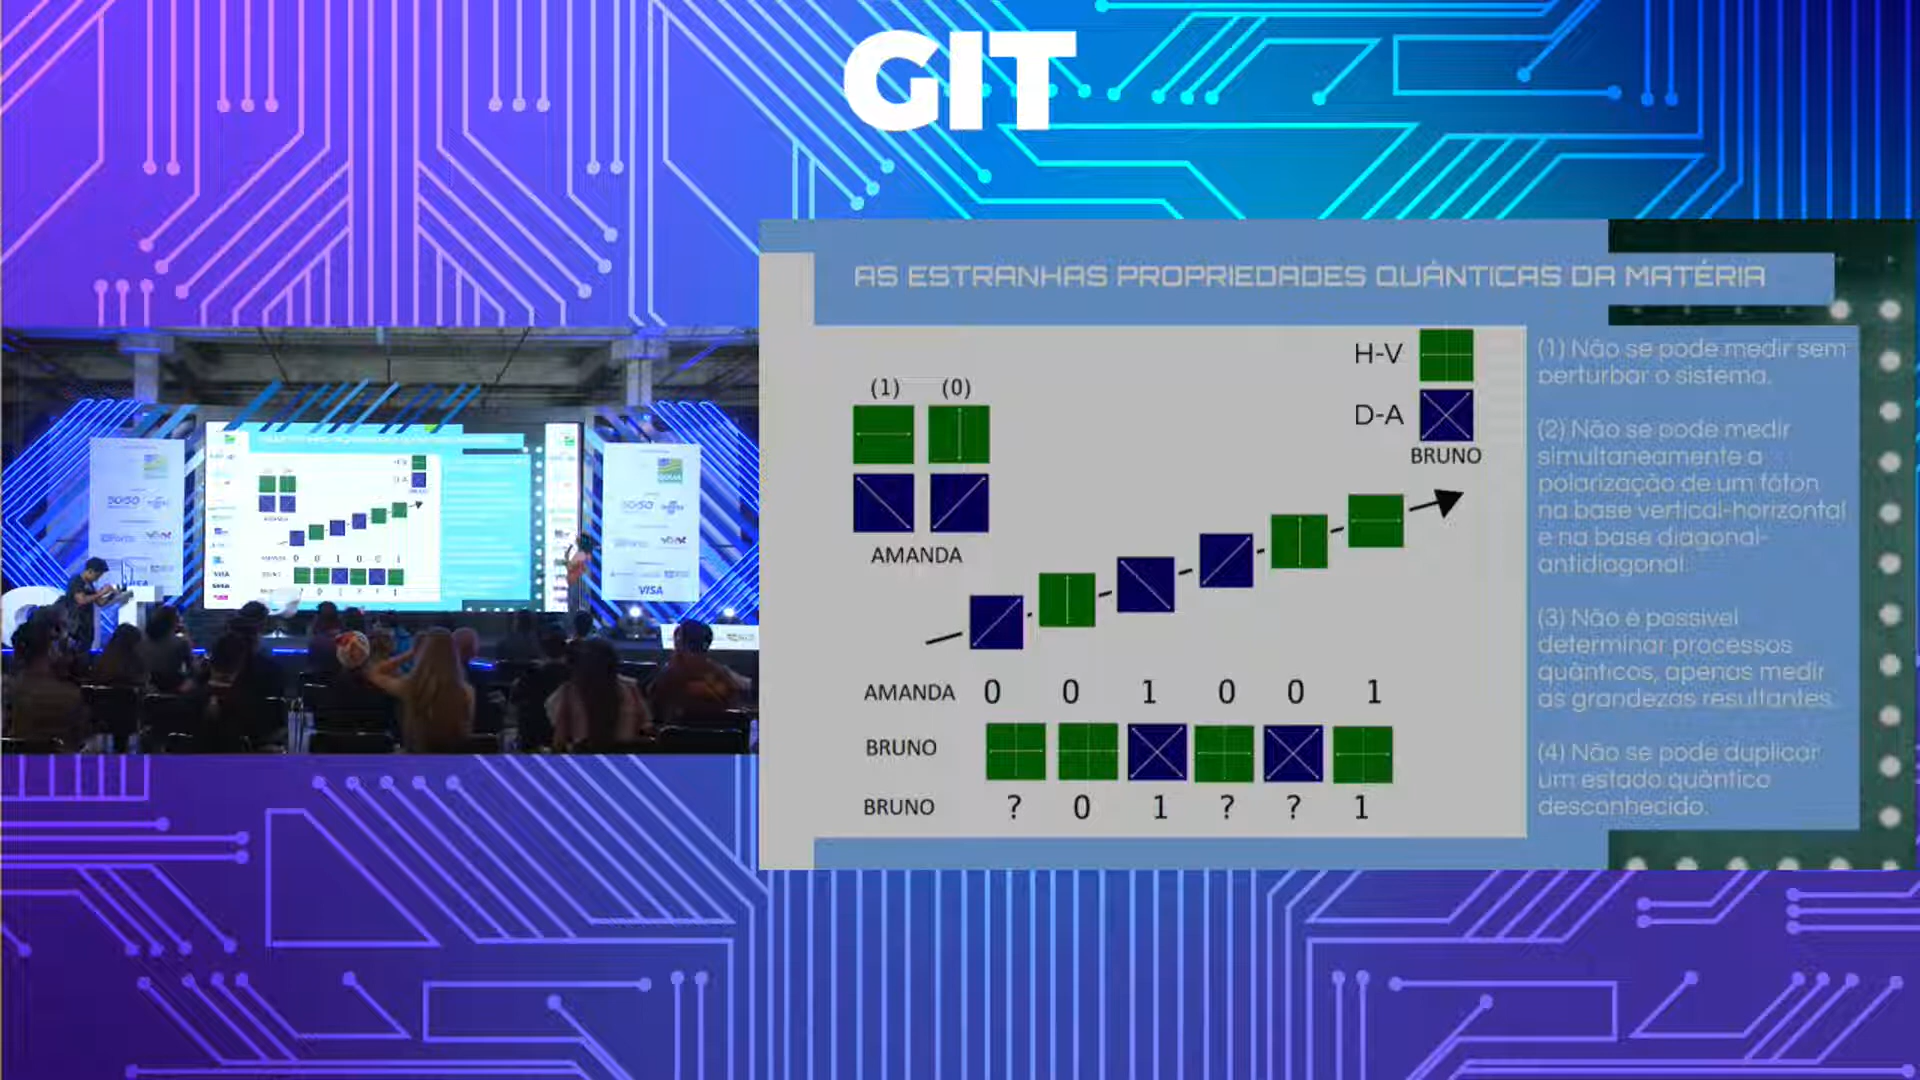 GIT
AS ESTRANHAS PROPRIEDADES QUÂNTICAS DA MATÉRIA
H-V
D-A
BRUNO
(1) (0)
AMANDA
AMANDA 0 0 1 0 0 1
BRUNO
BRUNO ? 0 1 ? ? 1
(1) Não se pode medir sem
perturbar o sistema.
(2) Não se pode medir
simultaneamente a
polarização de um fóton
na base vertical-horizontal
e na base diagonal-
antidiagonal.
(3) Não é possível
determinar processos
quânticos, apenas medir
as grandezas resultantes.
(4) Não se pode duplicar
um estado quântico
desconhecido.
VISA